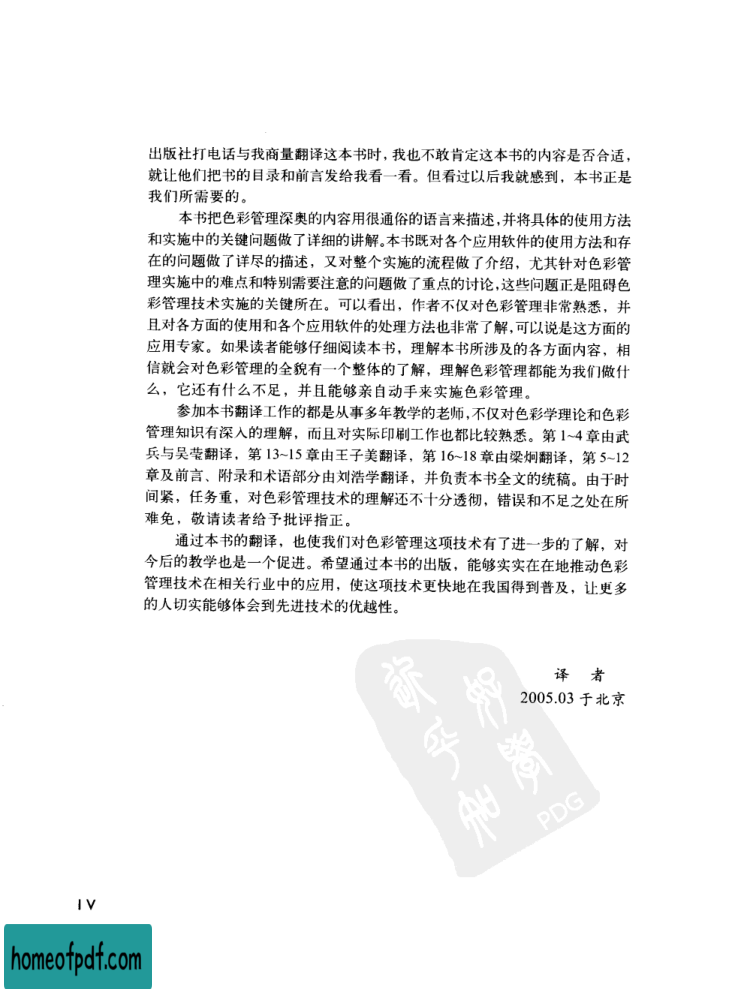 出版社打电话与我商量翻译这本书时，我也不敢肯定这本书的内容是否合适，
就让他们把书的目录和前言发给我看一看。但看过以后我就感到，本书正是
我们所需要的。
本书把色彩管理深奥的内容用很通俗的语言来描述，并将具体的使用方法
和实施中的关键问题做了详细的讲解。本书既对各个应用软件的使用方法和存
在的问题做了详尽的描述，又对整个实施的流程做了介绍，尤其针对色彩管
理实施中的难点和特别需要注意的问题做了重点的讨论，这些问题正是阻碍色
彩管理技术实施的关键所在。可以看出，作者不仅对色彩管理非常熟悉，并
且对各方面的使用和各个应用软件的处理方法也非常了解，可以说是这方面的
应用专家。如果读者能够仔细阅读本书，理解本书所涉及的各方面内容，相
信就会对色彩管理的全貌有一个整体的了解，理解色彩管理都能为我们做什
么，它还有什么不足，并且能够亲自动手来实施色彩管理。
参加本书翻译工作的都是从事多年教学的老师，不仅对色彩学理论和色彩
管理知识有深入的理解，而且对实际印刷工作也都比较熟悉。第1~4章由武
兵与吴莹翻译，第13~15章由王子美翻译，第16~18章由梁炯翻译，第5~12
章及前言、附录和术语部分由刘浩学翻译，并负责本书全文的统稿。由于时
间紧，任务重，对色彩管理技术的理解还不十分透彻，错误和不足之处在所
难免，敬请读者给予批评指正。
通过本书的翻译，也使我们对色彩管理这项技术有了进一步的了解，对
今后的教学也是一个促进。希望通过本书的出版，能够实实在在地推动色彩
管理技术在相关行业中的应用，使这项技术更快地在我国得到普及，让更多
的人切实能够体会到先进技术的优越性。
译 者
2005.03 于北京
PDG
IV
homeofpdf.com